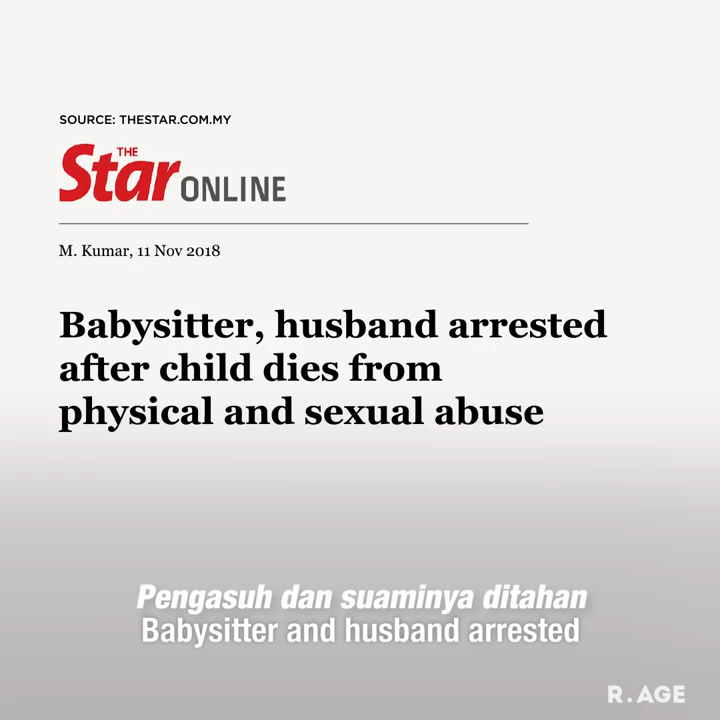 SOURCE: THESTAR.COM.MY
THE
Star ONLINE
M. Kumar, 11 Nov 2018
Babysitter, husband arrested
after child dies from
physical and sexual abuse
Pengasuh dan suaminya ditahan
Babysitter and husband arrested
R.AGE